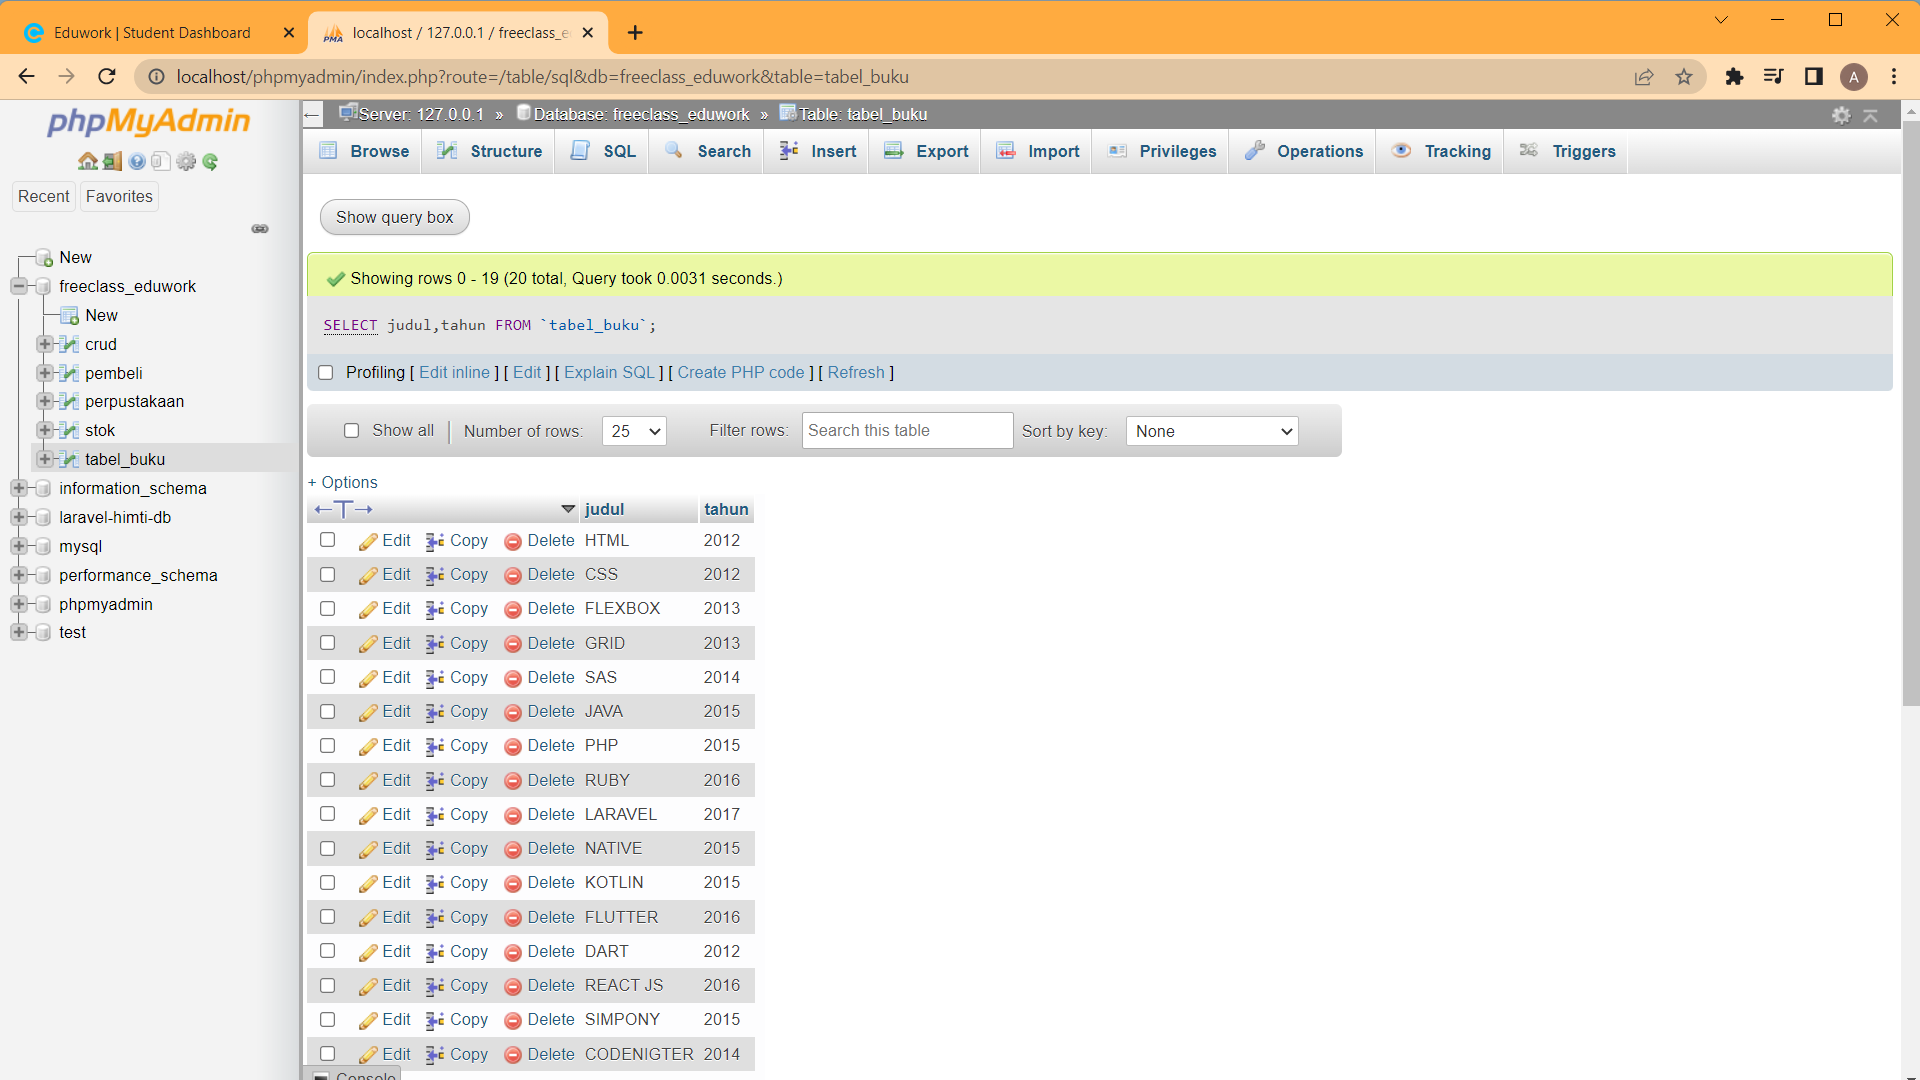 Eduwork | Student Dashboard
localhost / 127.0.0.1 / freeclass_e
localhost/phpmyadmin/index.php?route=/table/sql&db=freeclass_eduwork&table=tabel_buku
A
phpMyAdmin
Recent Favorites
New
freeclass_eduwork
New
crud
pembeli
perpustakaan
stok
tabel_buku
information_schema
laravel-himti-db
mysql
performance_schema
phpmyadmin
test
Server: 127.0.0.1 » Database: freeclass_eduwork » Table: tabel_buku
Browse Structure SQL Search Insert Export Import Privileges Operations Tracking Triggers
Show query box
Showing rows 0 - 19 (20 total, Query took 0.0031 seconds.)
SELECT judul,tahun FROM `tabel_buku`;
Profiling [ Edit inline ] [ Edit ] [ Explain SQL ] [ Create PHP code ] [ Refresh ]
Show all Number of rows: 25 Filter rows: Search this table Sort by key: None
+ Options
judul tahun
Edit Copy Delete HTML 2012
Edit Copy Delete CSS 2012
Edit Copy Delete FLEXBOX 2013
Edit Copy Delete GRID 2013
Edit Copy Delete SAS 2014
Edit Copy Delete JAVA 2015
Edit Copy Delete PHP 2015
Edit Copy Delete RUBY 2016
Edit Copy Delete LARAVEL 2017
Edit Copy Delete NATIVE 2015
Edit Copy Delete KOTLIN 2015
Edit Copy Delete FLUTTER 2016
Edit Copy Delete DART 2012
Edit Copy Delete REACT JS 2016
Edit Copy Delete SIMPONY 2015
Edit Copy Delete CODENIGTER 2014
Console